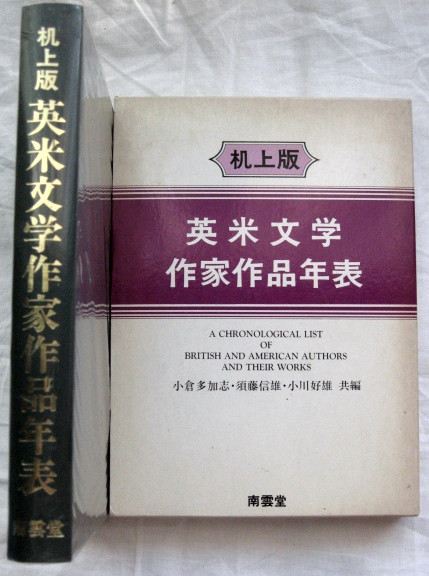 机上版
英米文学作家作品年表
南雲堂
机上版
英米文学
作家作品年表
A CHRONOLOGICAL LIST
OF
BRITISH AND AMERICAN AUTHORS
AND THEIR WORKS
小倉多加志・須藤信雄・小川好雄 共編
南雲堂